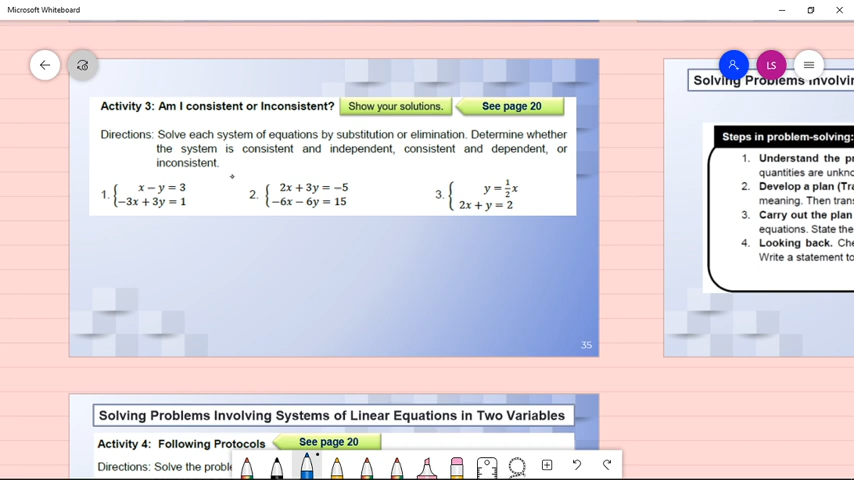 Microsoft Whiteboard
LS
Activity 3: Am I consistent or Inconsistent? Show your solutions. See page 20
Directions: Solve each system of equations by substitution or elimination. Determine whether
the system is consistent and independent, consistent and dependent, or
inconsistent.
1. { x − y = 3
−3x + 3y = 1
2. { 2x + 3y = −5
−6x − 6y = 15
3. { y = 1/2 x
2x + y = 2
35
Solving Problems Involvin
Steps in problem-solving:
1. Understand the pr
quantities are unkno
2. Develop a plan (Tra
meaning. Then trans
3. Carry out the plan
equations. State the
4. Looking back. Che
Write a statement to
Solving Problems Involving Systems of Linear Equations in Two Variables
Activity 4: Following Protocols See page 20
Directions: Solve the proble